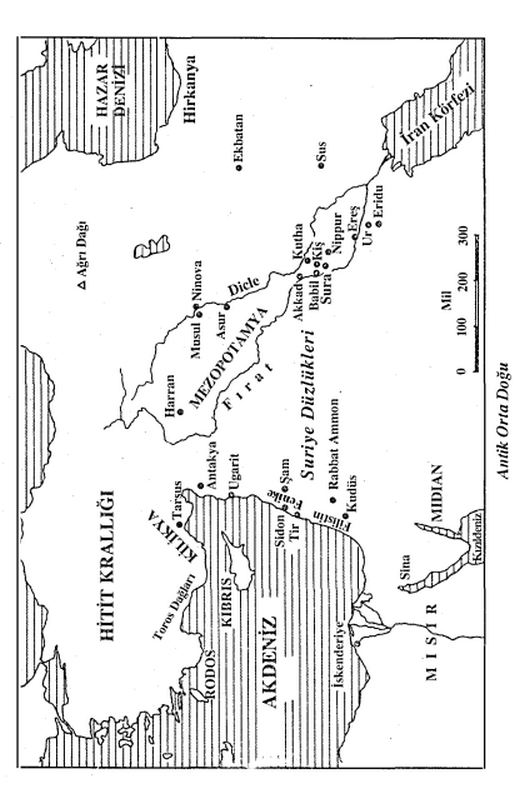 HAZAR
DENİZİ
Hirkanya
Ağrı Dağı
Ekbatan
Sus
İran Körfezi
Musul
Ninova
Asur
Dicle
MEZOPOTAMYA
Harran
Fırat
Akkad
Kutha
Babil
Kiş
Sura
Nippur
Ereş
Ur
Eridu
Suriye Düzlükleri
Mil
0 100 200 300
HİTİT KRALLIĞI
KİLİKYA
Tarsus
Antakya
Ugarit
Toros Dağları
KIBRIS
RODOS
AKDENİZ
Şam
Fenike
Sidon
Tir
Filistin
Rabbat Ammon
Kudüs
İskenderiye
MISIR
Sina
MIDIAN
Kızıldeniz
Antik Orta Doğu